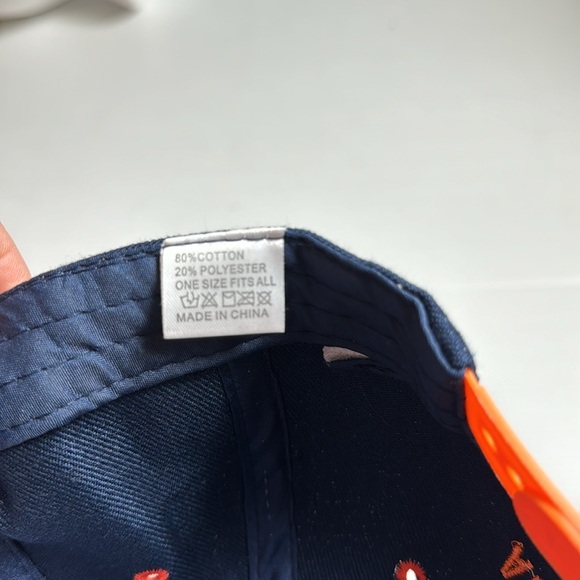 80%COTTON
20% POLYESTER
ONE SIZE FITS ALL
MADE IN CHINA